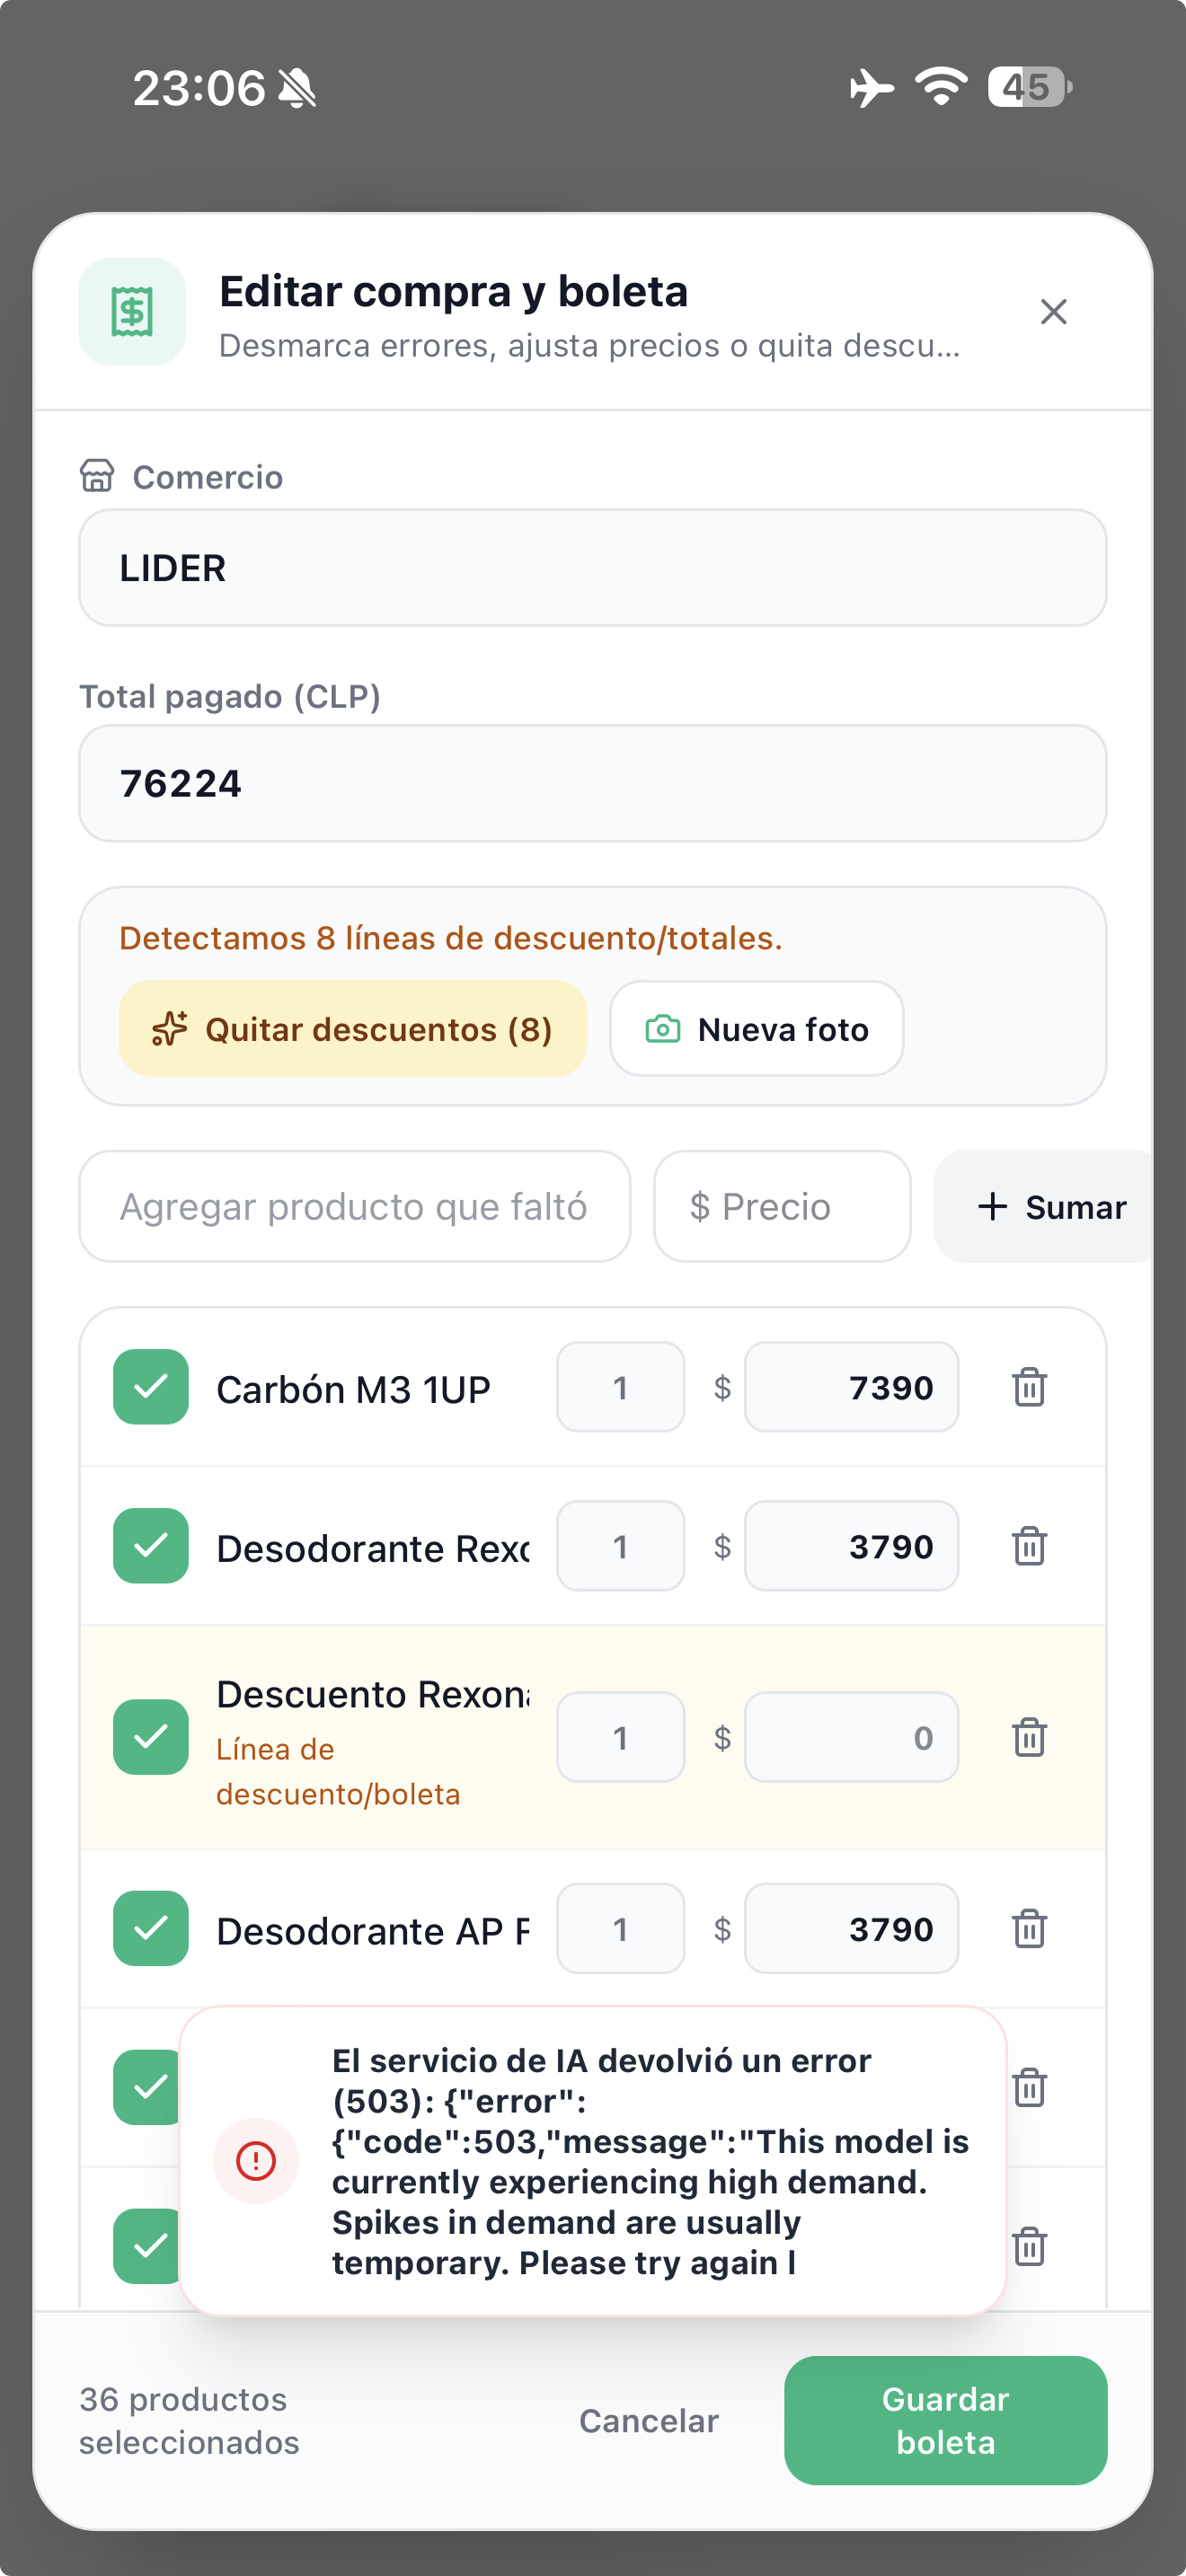 23:06
45
Editar compra y boleta
Desmarca errores, ajusta precios o quita descu...
Comercio
LIDER
Total pagado (CLP)
76224
Detectamos 8 líneas de descuento/totales.
Quitar descuentos (8)
Nueva foto
Agregar producto que faltó
$ Precio
+ Sumar
Carbón M3 1UP
1
$
7390
Desodorante Rexo
1
$
3790
Descuento Rexona
Línea de
descuento/boleta
1
$
0
Desodorante AP
1
$
3790
El servicio de IA devolvió un error
(503): {"error":
{"code":503,"message":"This model is
currently experiencing high demand.
Spikes in demand are usually
temporary. Please try again l
36 productos
seleccionados
Cancelar
Guardar
boleta